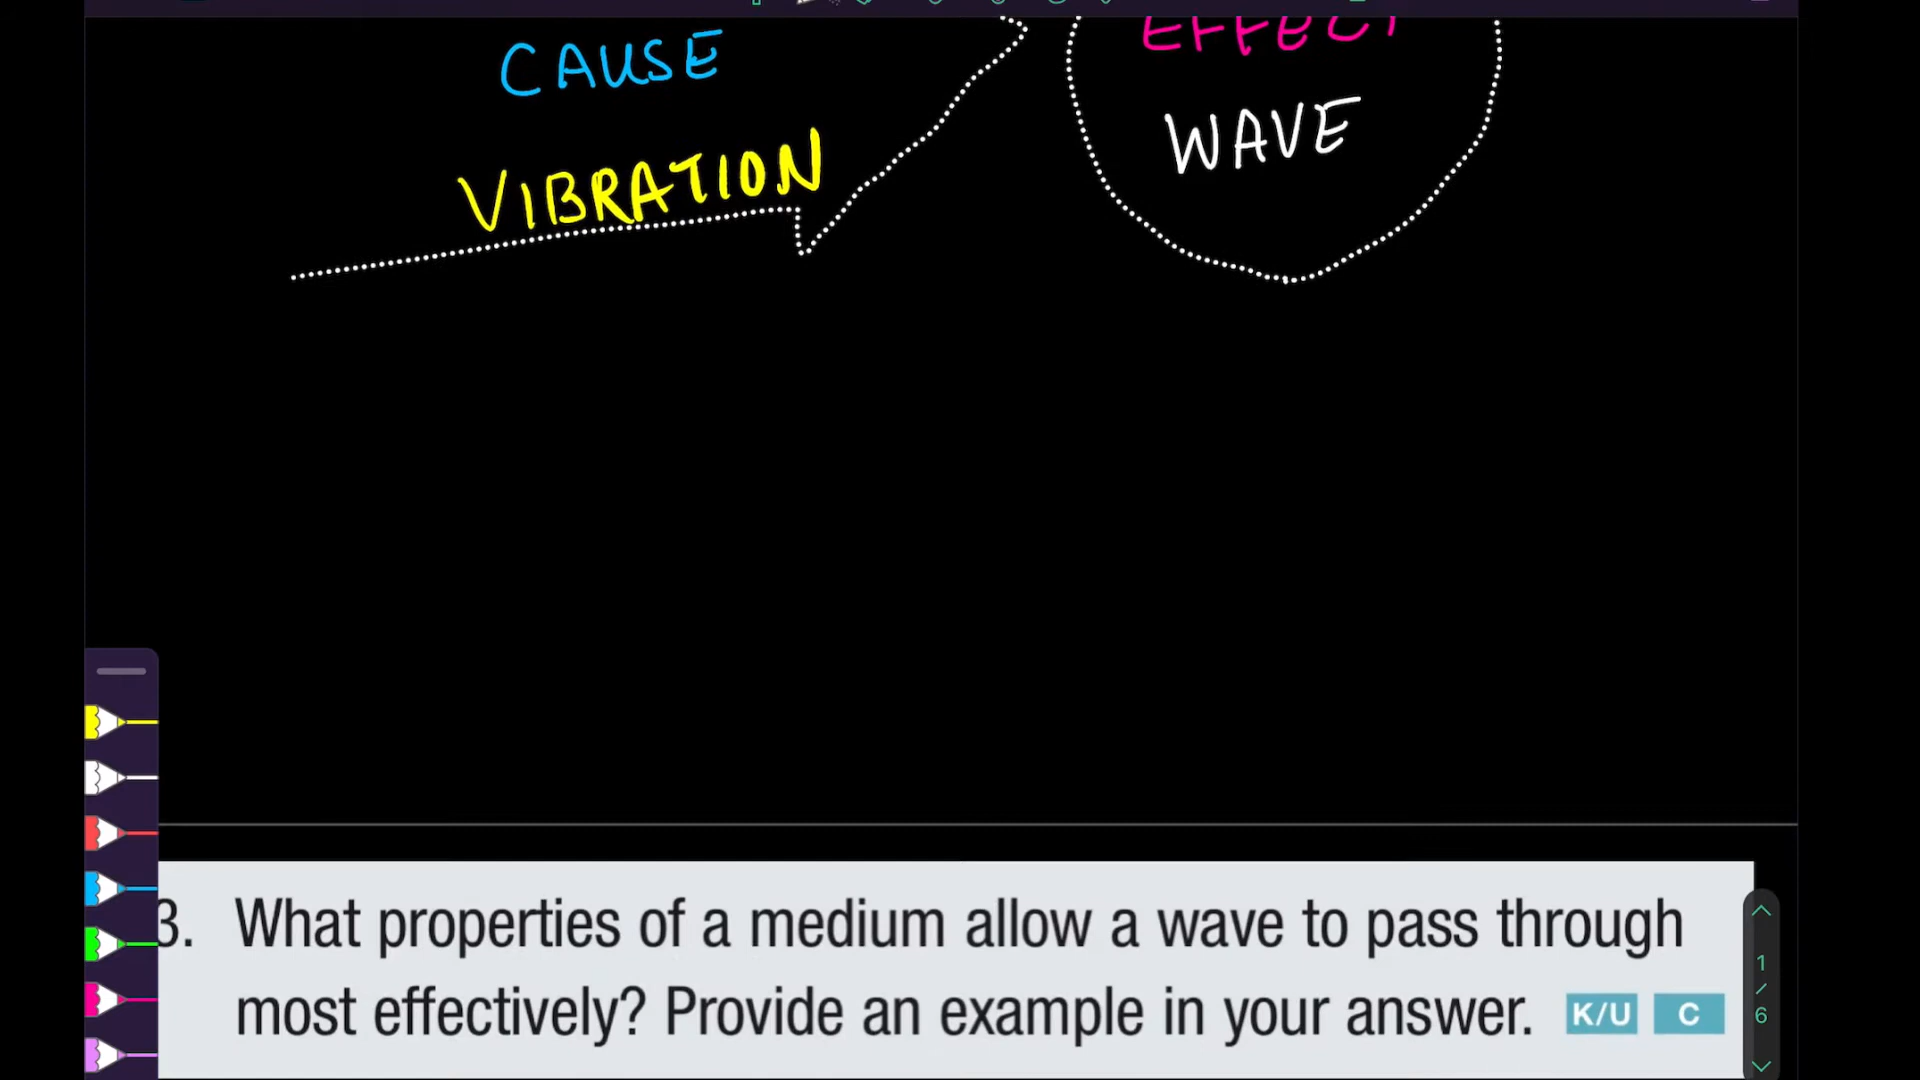 EFFECT
CAUSE
WAVE
VIBRATION
3. What properties of a medium allow a wave to pass through
most effectively? Provide an example in your answer. K/U C
1
/
6